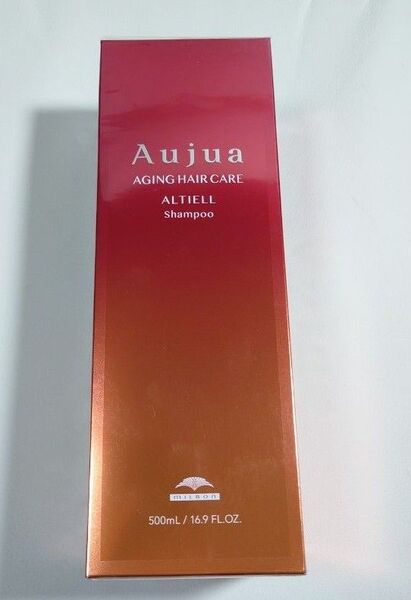 Aujua
AGING HAIR CARE
ALTIELL
Shampoo
milbon
500mL / 16.9 FL.OZ.